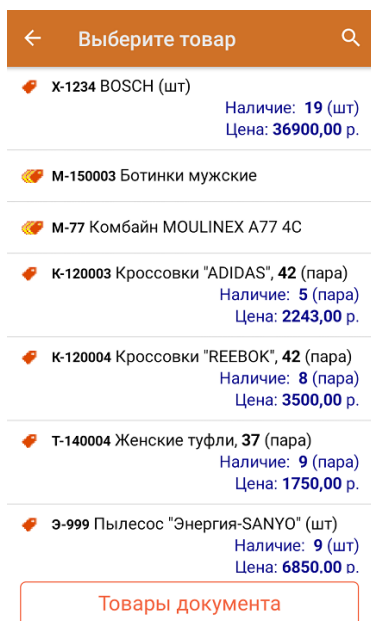 Выберите товар
X-1234 BOSCH (шт)
Наличие: 19 (шт)
Цена: 36900,00 р.
М-150003 Ботинки мужские
М-77 Комбайн MOULINEX A77 4C
К-120003 Кроссовки "ADIDAS", 42 (пара)
Наличие: 5 (пара)
Цена: 2243,00 р.
К-120004 Кроссовки "REEBOK", 42 (пара)
Наличие: 8 (пара)
Цена: 3500,00 р.
Т-140004 Женские туфли, 37 (пара)
Наличие: 9 (пара)
Цена: 1750,00 р.
Э-999 Пылесос "Энергия-SANYO" (шт)
Наличие: 9 (шт)
Цена: 6850,00 р.
Товары документа